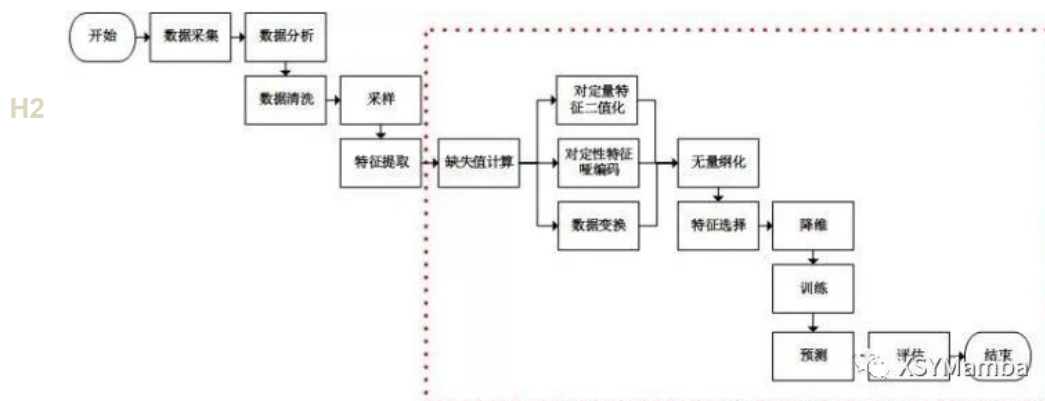 开始
数据采集
数据分析
H2
数据清洗
采样
特征提取
缺失值计算
对定量特
征二值化
对定性特征
哑编码
数据变换
无量纲化
特征选择
降维
训练
预测
评估
结束
XSYMamba